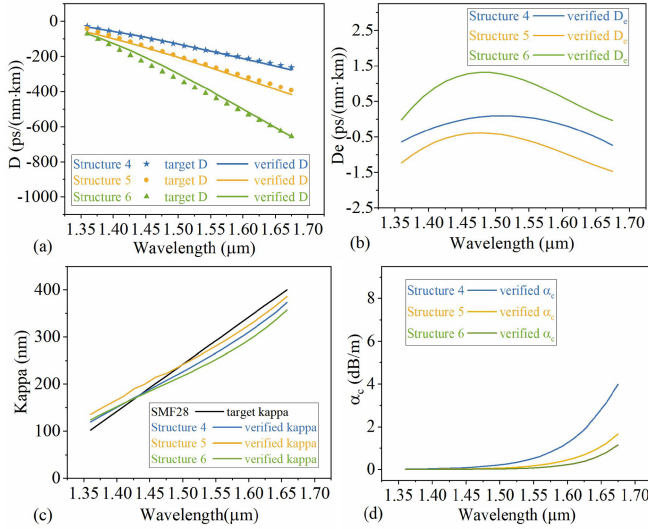 0
-200
-400
-600
-800
-1000
D (ps/(nm·km))
Structure 4 target D verified D
Structure 5 target D verified D
Structure 6 target D verified D
1.35 1.40 1.45 1.50 1.55 1.60 1.65 1.70
(a)
Wavelength (μm)
2.5
1.5
0.5
-0.5
-1.5
-2.5
De (ps/(nm·km))
Structure 4 verified De
Structure 5 verified De
Structure 6 verified De
1.35 1.40 1.45 1.50 1.55 1.60 1.65 1.70
(b)
Wavelength (μm)
400
300
200
100
0
Kappa (nm)
SMF28 target kappa
Structure 4 verified kappa
Structure 5 verified kappa
Structure 6 verified kappa
1.35 1.40 1.45 1.50 1.55 1.60 1.65 1.70
(c)
Wavelength(μm)
8
6
4
2
0
αc (dB/m)
Structure 4 verified αc
Structure 5 verified αc
Structure 6 verified αc
1.35 1.40 1.45 1.50 1.55 1.60 1.65 1.70
(d)
Wavelength (μm)